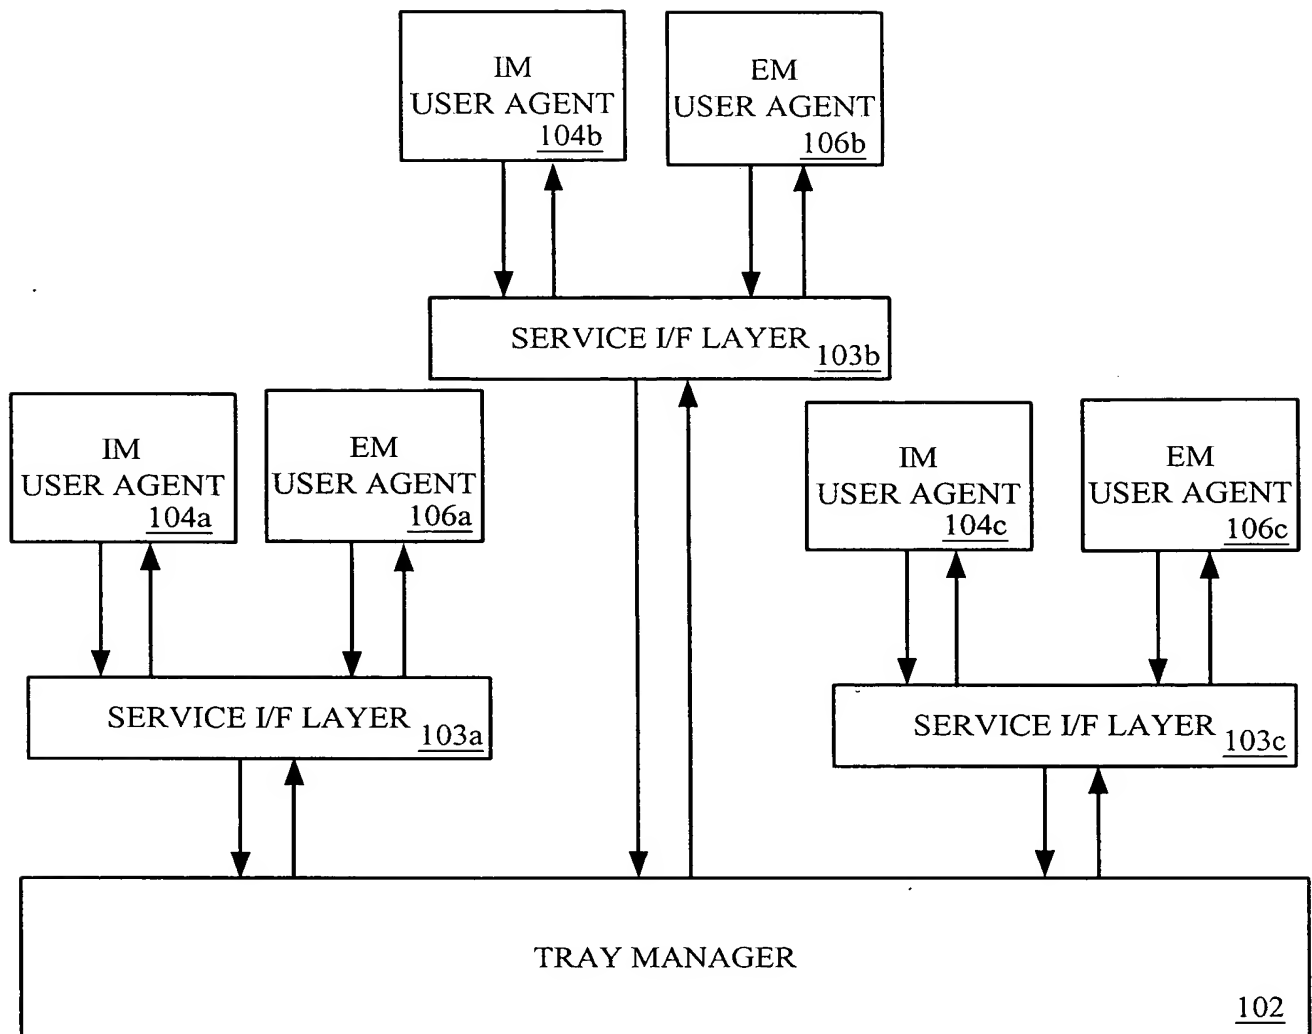 IM
USER AGENT
104b
EM
USER AGENT
106b
SERVICE I/F LAYER
103b
IM
USER AGENT
104a
EM
USER AGENT
106a
IM
USER AGENT
104c
EM
USER AGENT
106c
SERVICE I/F LAYER
103a
SERVICE I/F LAYER
103c
TRAY MANAGER
102